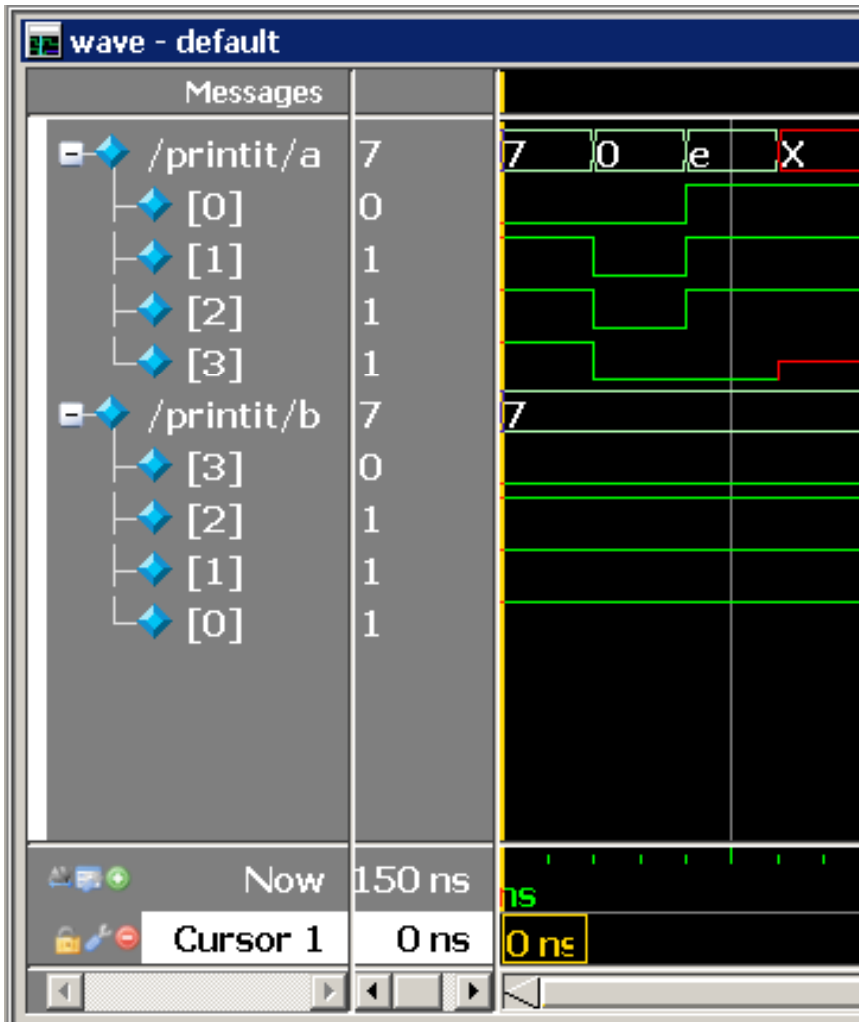 wave - default
Messages
/printit/a 7 7 0 e X
[0] 0
[1] 1
[2] 1
[3] 1
/printit/b 7 7
[3] 0
[2] 1
[1] 1
[0] 1
Now 150 ns ns
Cursor 1 0 ns 0 ns